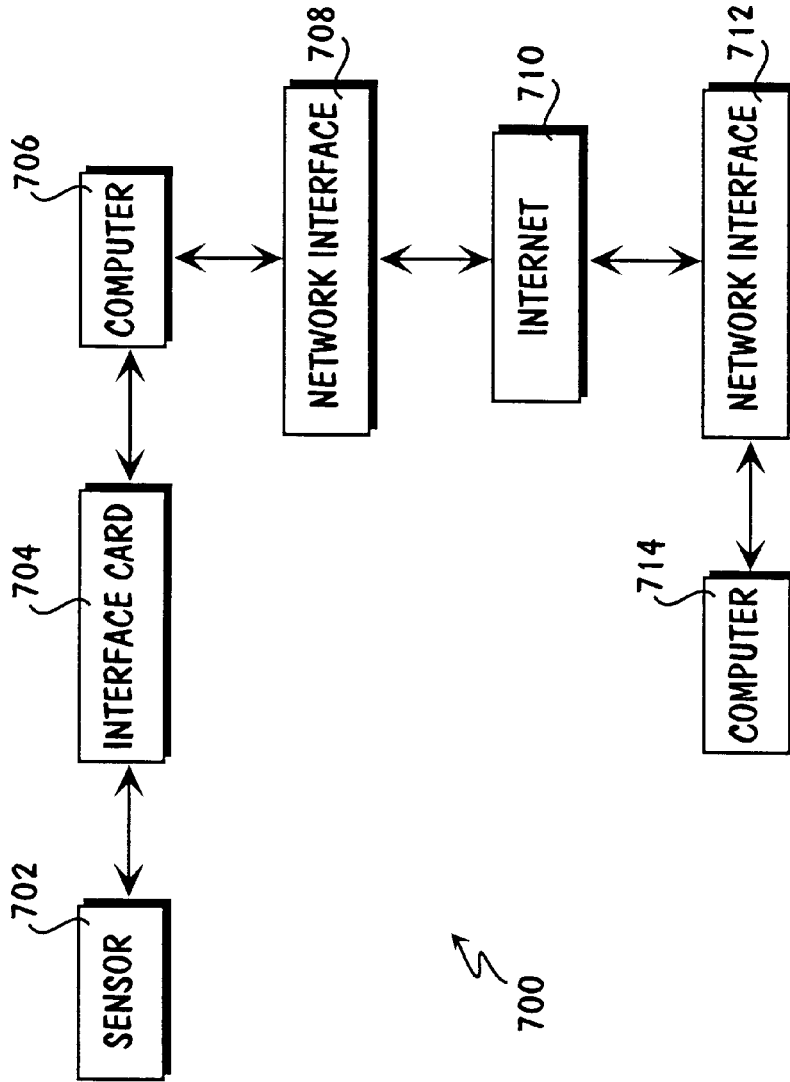 702
SENSOR
704
INTERFACE CARD
706
COMPUTER
708
NETWORK INTERFACE
710
INTERNET
712
NETWORK INTERFACE
714
COMPUTER
700